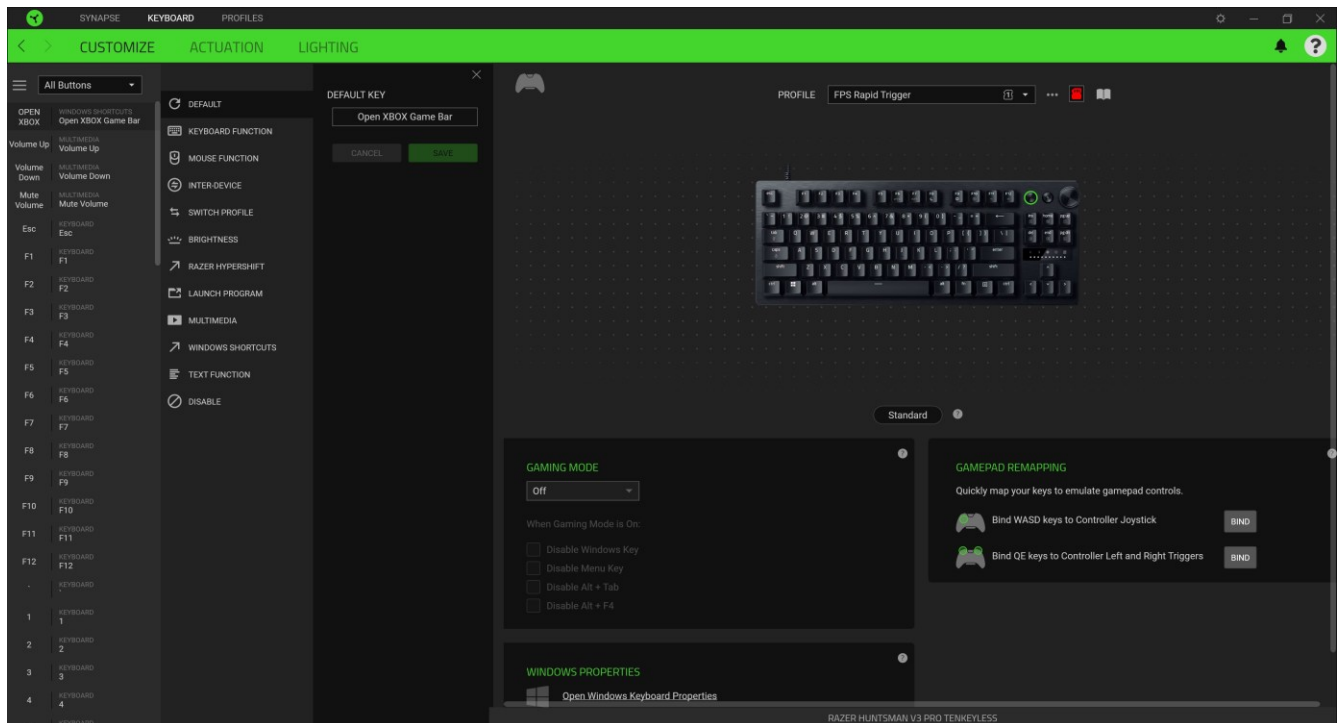 SYNAPSE KEYBOARD PROFILES
CUSTOMIZE ACTUATION LIGHTING
All Buttons
OPEN XBOX
WINDOWS SHORTCUTS
Open XBOX Game Bar
Volume Up
MULTIMEDIA
Volume Up
Volume Down
MULTIMEDIA
Volume Down
Mute Volume
MULTIMEDIA
Mute Volume
Esc
KEYBOARD
Esc
F1
KEYBOARD
F1
F2
KEYBOARD
F2
F3
KEYBOARD
F3
F4
KEYBOARD
F4
F5
KEYBOARD
F5
F6
KEYBOARD
F6
F7
KEYBOARD
F7
F8
KEYBOARD
F8
F9
KEYBOARD
F9
F10
KEYBOARD
F10
F11
KEYBOARD
F11
F12
KEYBOARD
F12
`
KEYBOARD
`
1
KEYBOARD
1
2
KEYBOARD
2
3
KEYBOARD
3
4
KEYBOARD
4
DEFAULT
KEYBOARD FUNCTION
MOUSE FUNCTION
INTER-DEVICE
SWITCH PROFILE
BRIGHTNESS
RAZER HYPERSHIFT
LAUNCH PROGRAM
MULTIMEDIA
WINDOWS SHORTCUTS
TEXT FUNCTION
DISABLE
DEFAULT KEY
Open XBOX Game Bar
CANCEL SAVE
PROFILE FPS Rapid Trigger 1
Standard
GAMING MODE
Off
When Gaming Mode is On:
Disable Windows Key
Disable Menu Key
Disable Alt + Tab
Disable Alt + F4
GAMEPAD REMAPPING
Quickly map your keys to emulate gamepad controls.
Bind WASD keys to Controller Joystick BIND
Bind QE keys to Controller Left and Right Triggers BIND
WINDOWS PROPERTIES
Open Windows Keyboard Properties
RAZER HUNTSMAN V3 PRO TENKEYLESS